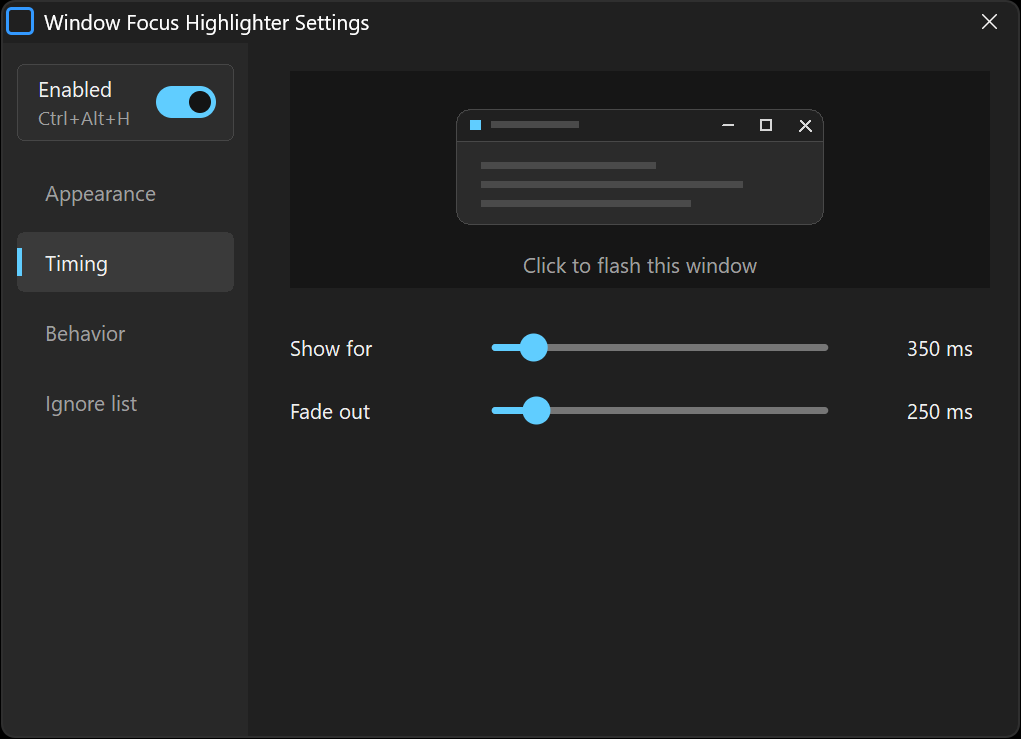 Window Focus Highlighter Settings
Enabled
Ctrl+Alt+H
Appearance
Timing
Behavior
Ignore list
Click to flash this window
Show for 350 ms
Fade out 250 ms